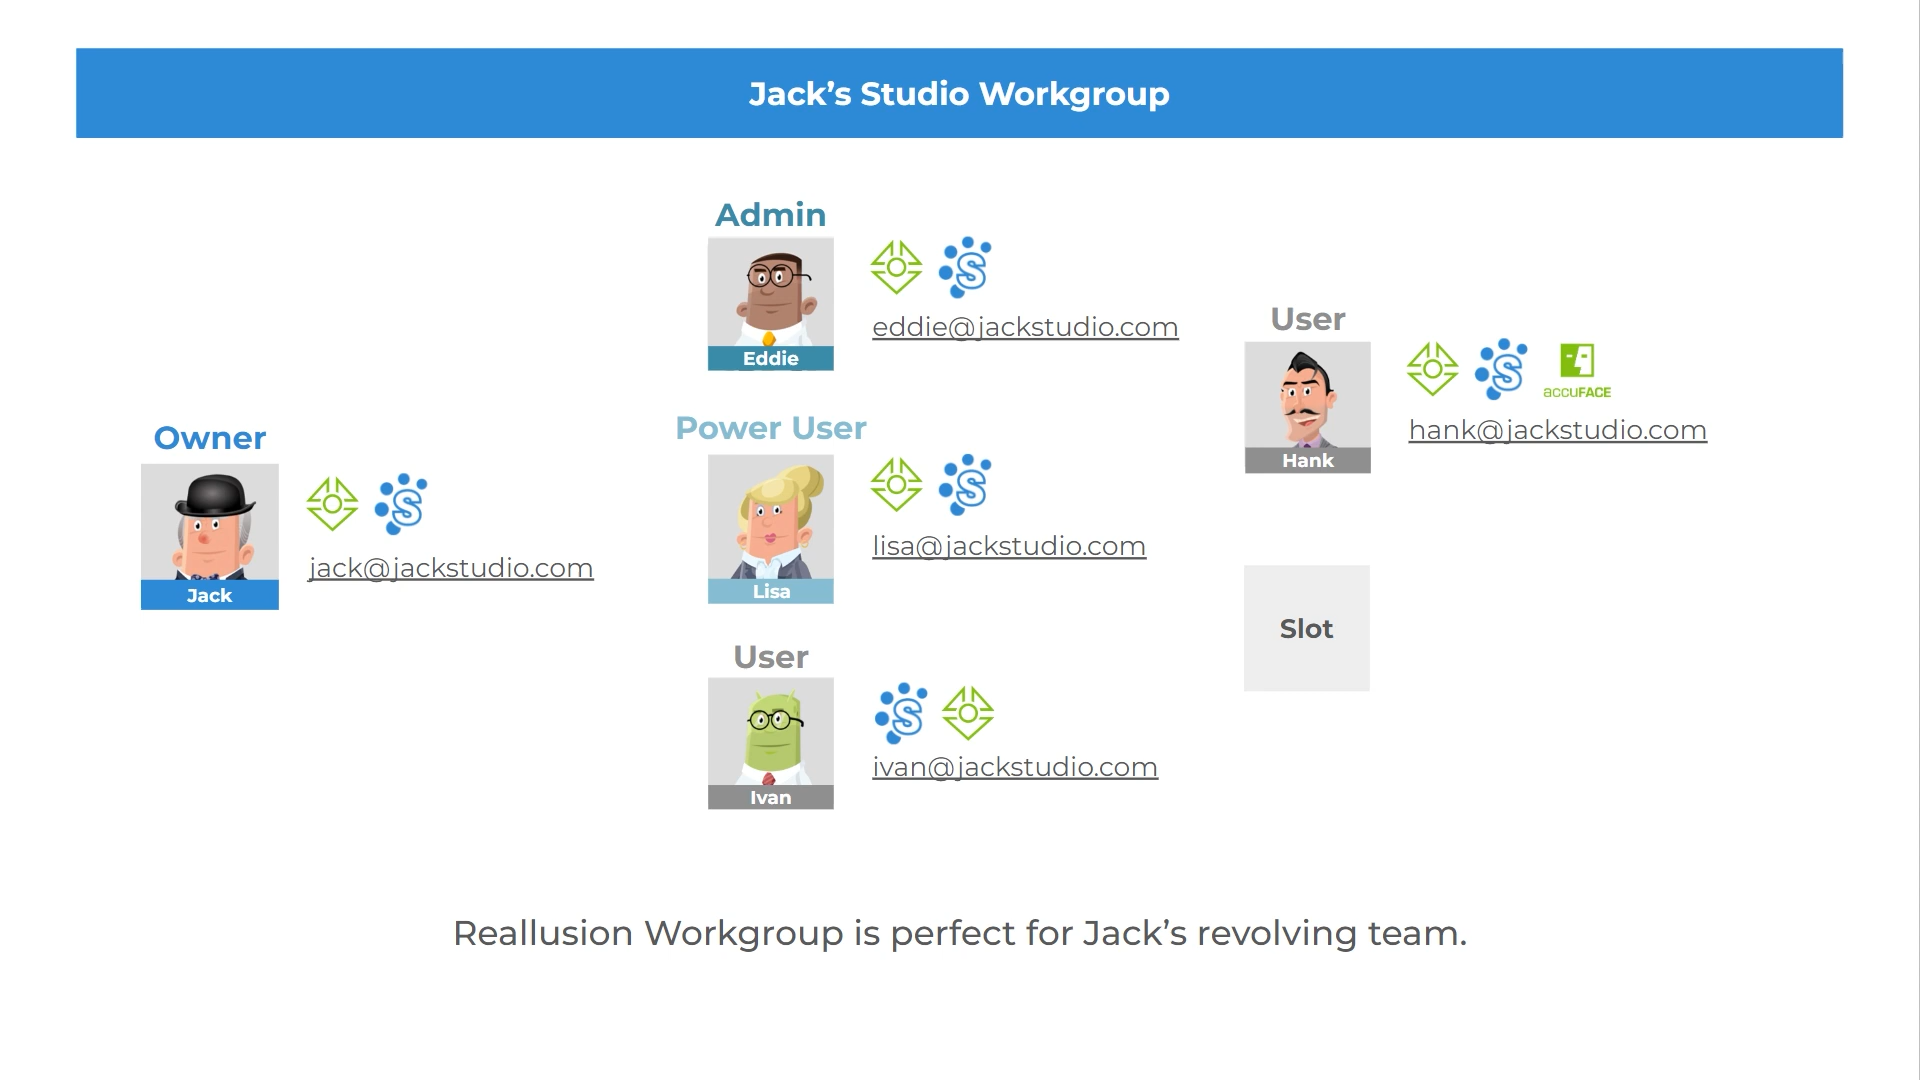 Jack’s Studio Workgroup
Owner
Jack
jack@jackstudio.com
Admin
Eddie
eddie@jackstudio.com
Power User
Lisa
lisa@jackstudio.com
User
Ivan
ivan@jackstudio.com
User
Hank
accuFACE
hank@jackstudio.com
Slot
Reallusion Workgroup is perfect for Jack’s revolving team.